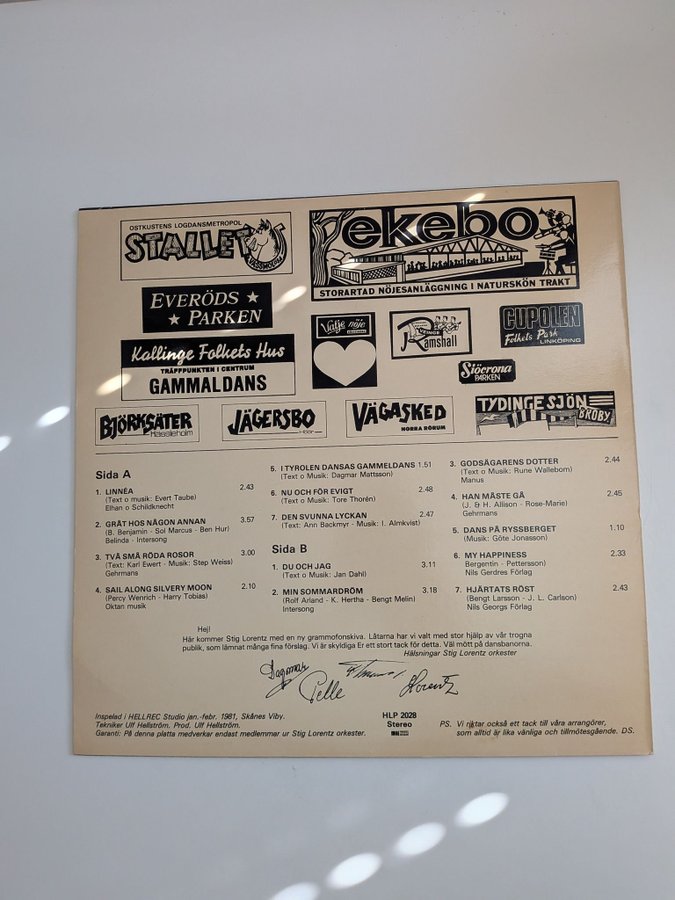 OSTKUSTENS LOGDANSMETROPOL
STALLET
ekebo
STORARTAD NÖJESANLÄGGNING I NATURSKÖN TRAKT
EVERÖDS
PARKEN
Kallinge Folkets Hus
TRÄFFPUNKTEN I CENTRUM
GAMMALDANS
Vätje nöje
Ramshall
CUPOLEN
Folkets Park
LINKÖPING
Sjöcrona
PARKEN
BJÖRKSÄTER
Hässleholm
JÄGERSBO
Höör
VÄGASKED
NORRA RÖRUM
TYDINGESJÖN
BROBY
Sida A
1. LINNÉA 2.43
(Text o musik: Evert Taube)
Elhan o Schildknecht
2. GRÅT HOS NÅGON ANNAN 3.57
(B. Benjamin - Sol Marcus - Ben Hur)
Belinda - Intersong
3. TVÅ SMÅ RÖDA ROSOR 3.00
(Text: Karl Ewert - Musik: Step Weiss)
Gehrmans
4. SAIL ALONG SILVERY MOON 2.10
(Percy Wenrich - Harry Tobias)
Oktan musik
5. I TYROLEN DANSAS GAMMELDANS 1.51
(Text o Musik: Dagmar Mattsson)
6. NU OCH FÖR EVIGT 2.48
(Text o Musik: Tore Thorén)
7. DEN SVUNNA LYCKAN 2.47
(Text: Ann Backmyr - Musik: I. Almkvist)
Sida B
1. DU OCH JAG 3.11
(Text o Musik: Jan Dahl)
2. MIN SOMMARDRÖM 3.18
(Rolf Arland - K. Hertha - Bengt Melin)
Intersong
3. GODSÄGARENS DOTTER 2.44
(Text o Musik: Rune Wallebom)
Manus
4. HAN MÅSTE GÅ 2.45
(J. & H. Allison - Rose-Marie)
Gehrmans
5. DANS PÅ RYSSBERGET 1.10
(Musik: Göte Jonasson)
6. MY HAPPINESS 2.33
Bergentin - Pettersson)
Nils Gerdres Förlag
7. HJÄRTATS RÖST 2.43
(Bengt Larsson - J. L. Carlson)
Nils Georgs Förlag
Hej!
Här kommer Stig Lorentz med en ny grammofonskiva. Låtarna har vi valt med stor hjälp av vår trogna
publik, som lämnat många fina förslag. Vi är skyldiga Er ett stort tack för detta. Väl mött på dansbanorna.
Hälsningar Stig Lorentz orkester
Dagmar
Pelle
SLorentz
Inspelad i HELLREC Studio jan.-febr. 1981, Skånes Viby.
Tekniker Ulf Hellström. Prod. Ulf Hellström.
Garanti: På denna platta medverkar endast medlemmer ur Stig Lorentz orkester.
HLP 2028
Stereo
PS. Vi riktar också ett tack till våra arrangörer,
som alltid är lika vänliga och tillmötesgående. DS.